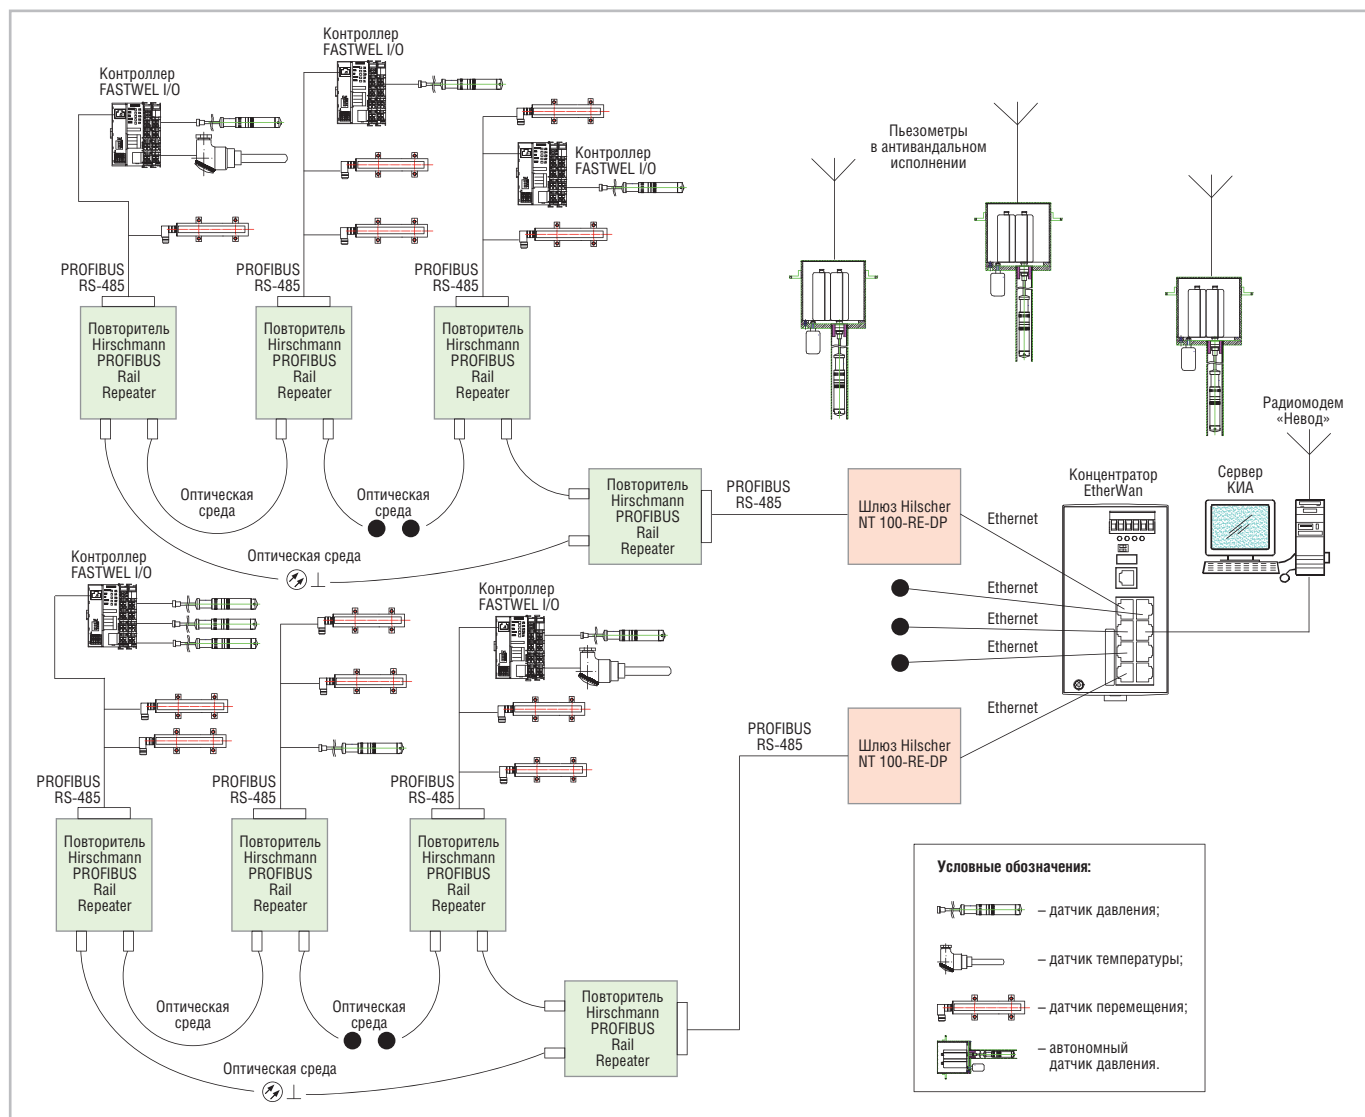 Контроллер
FASTWEL I/O
Контроллер
FASTWEL I/O
Контроллер
FASTWEL I/O
Пьезометры
в антивандальном
исполнении
PROFIBUS
RS-485
PROFIBUS
RS-485
PROFIBUS
RS-485
Повторитель
Hirschmann
PROFIBUS
Rail
Repeater
Повторитель
Hirschmann
PROFIBUS
Rail
Repeater
Повторитель
Hirschmann
PROFIBUS
Rail
Repeater
Радиомодем
«Невод»
Оптическая
среда
Оптическая
среда
Повторитель
Hirschmann
PROFIBUS
Rail
Repeater
PROFIBUS
RS-485
Шлюз Hilscher
NT 100-RE-DP
Ethernet
Концентратор
EtherWan
Сервер
КИА
Оптическая среда
Ethernet
Ethernet
Ethernet
Ethernet
Контроллер
FASTWEL I/O
Контроллер
FASTWEL I/O
PROFIBUS
RS-485
Шлюз Hilscher
NT 100-RE-DP
PROFIBUS
RS-485
PROFIBUS
RS-485
PROFIBUS
RS-485
Повторитель
Hirschmann
PROFIBUS
Rail
Repeater
Повторитель
Hirschmann
PROFIBUS
Rail
Repeater
Повторитель
Hirschmann
PROFIBUS
Rail
Repeater
Оптическая
среда
Оптическая
среда
Повторитель
Hirschmann
PROFIBUS
Rail
Repeater
Оптическая среда
Условные обозначения:
– датчик давления;
– датчик температуры;
– датчик перемещения;
– автономный
датчик давления.